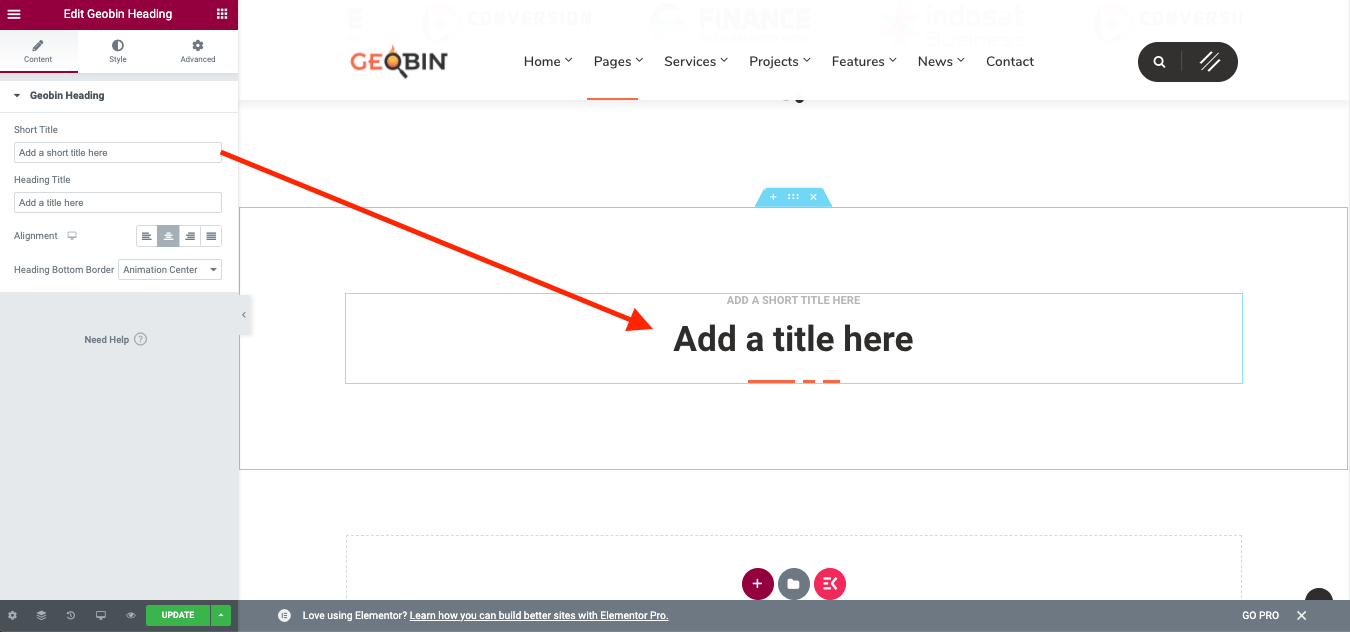 Edit Geobin Heading
Content
Style
Advanced
Geobin Heading
Short Title
Add a short title here
Heading Title
Add a title here
Alignment
Heading Bottom Border
Animation Center
Need Help ?
UPDATE
CONVERSION
FINANCE
indosat
Business
GEOBIN
Home
Pages
Services
Projects
Features
News
Contact
ADD A SHORT TITLE HERE
Add a title here
Love using Elementor? Learn how you can build better sites with Elementor Pro.
GO PRO